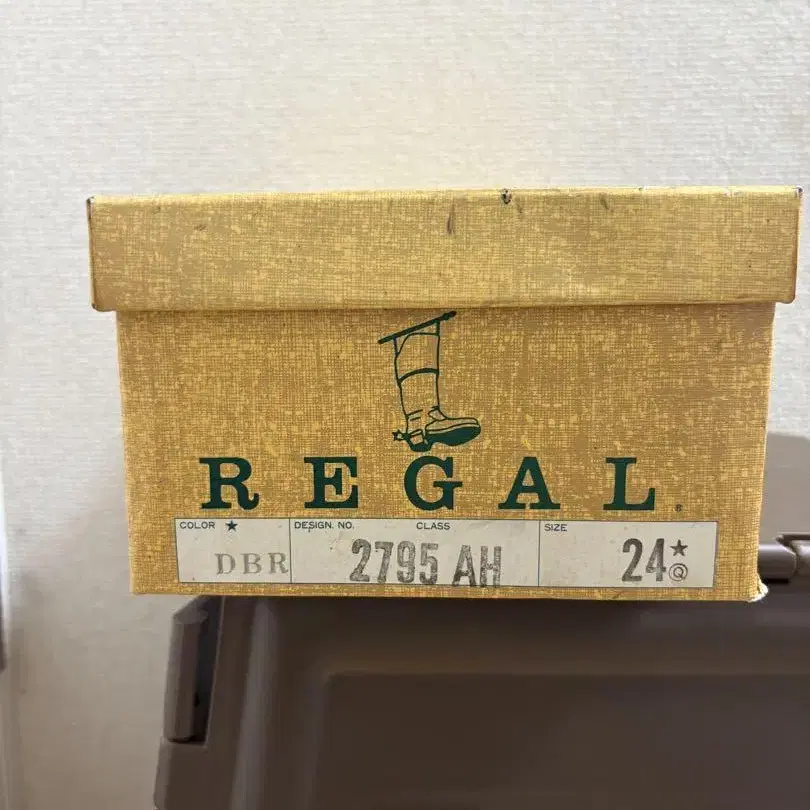 REGAL®
COLOR ★ DESIGN. NO. CLASS SIZE
DBR 2795 AH 24★Ⓠ